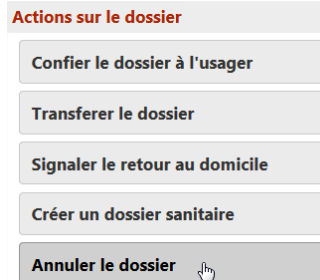 Actions sur le dossier
Confier le dossier à l'usager
Transferer le dossier
Signaler le retour au domicile
Créer un dossier sanitaire
Annuler le dossier